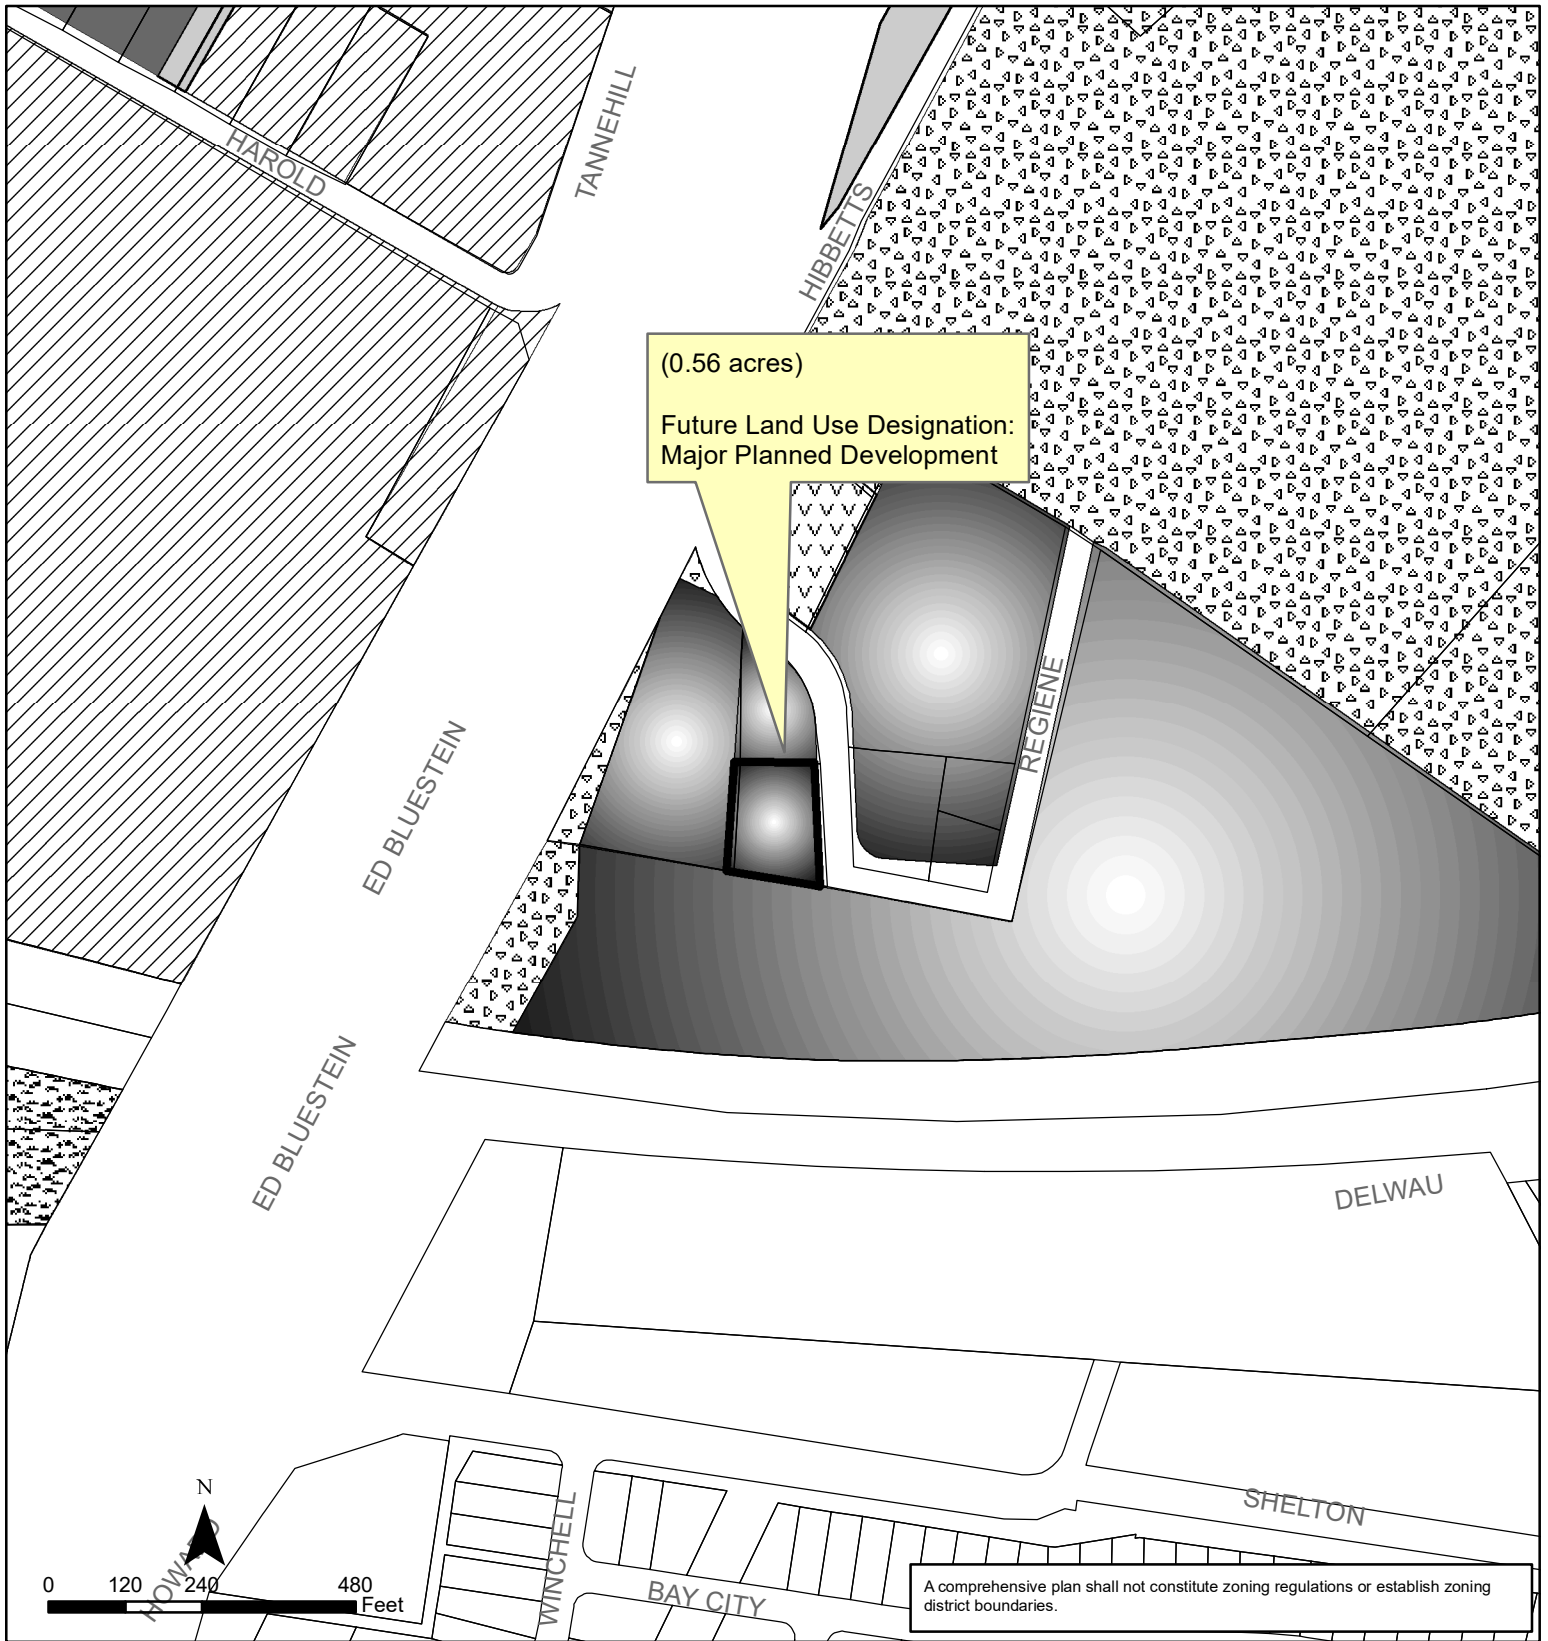 HAROLD
TANNEHILL
HIBBETTS
(0.56 acres)
Future Land Use Designation:
Major Planned Development
REGIENE
ED BLUESTEIN
ED BLUESTEIN
DELWAU
SHELTON
WINCHELL
BAY CITY
HOWARD
N
0 120 240 480
Feet
A comprehensive plan shall not constitute zoning regulations or establish zoning
district boundaries.